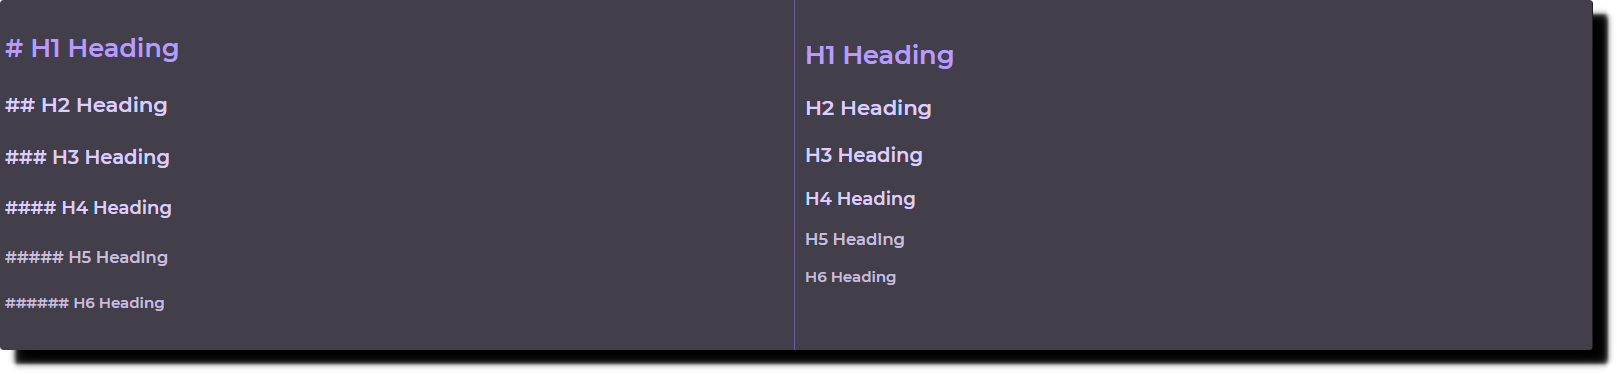 # H1 Heading
## H2 Heading
### H3 Heading
#### H4 Heading
##### H5 Heading
###### H6 Heading
H1 Heading
H2 Heading
H3 Heading
H4 Heading
H5 Heading
H6 Heading